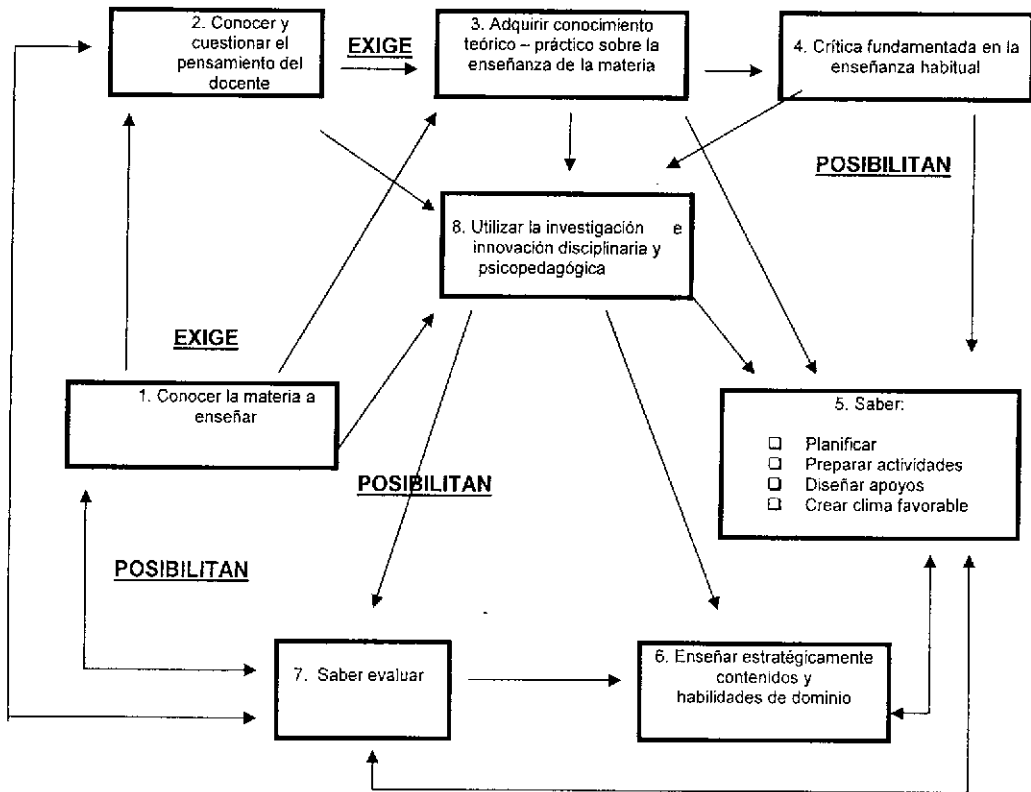 2. Conocer y
cuestionar el
pensamiento del
docente
EXIGE
3. Adquirir conocimiento
teórico – práctico sobre la
enseñanza de la materia
4. Crítica fundamentada en la
enseñanza habitual
POSIBILITAN
8. Utilizar la investigación e
innovación disciplinaria y
psicopedagógica
EXIGE
1. Conocer la materia a
enseñar
5. Saber:
❑ Planificar
❑ Preparar actividades
❑ Diseñar apoyos
❑ Crear clima favorable
POSIBILITAN
POSIBILITAN
7. Saber evaluar
6. Enseñar estratégicamente
contenidos y
habilidades de dominio